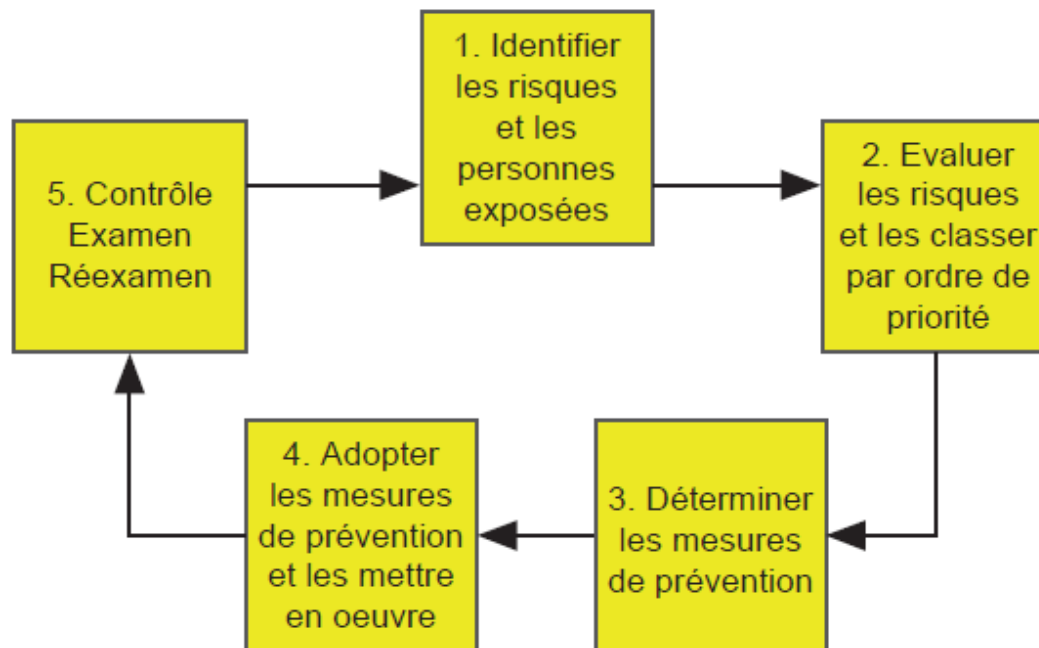 1. Identifier
les risques
et les
personnes
exposées
2. Evaluer
les risques
et les classer
par ordre de
priorité
3. Déterminer
les mesures
de prévention
4. Adopter
les mesures
de prévention
et les mettre
en oeuvre
5. Contrôle
Examen
Réexamen